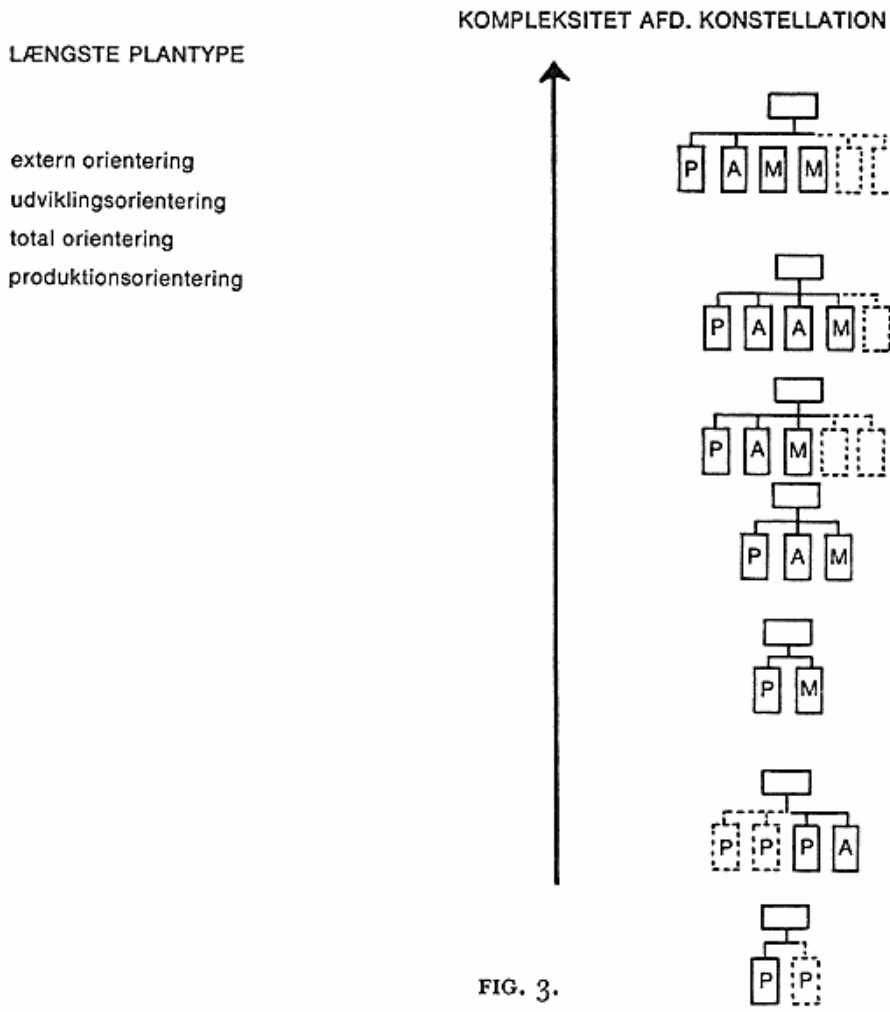 KOMPLEKSITET AFD. KONSTELLATION
LÆNGSTE PLANTYPE
extern orientering
udviklingsorientering
total orientering
produktionsorientering
P A M M
P A A M
P A M
P A M
P M
P P P A
P P
FIG. 3.